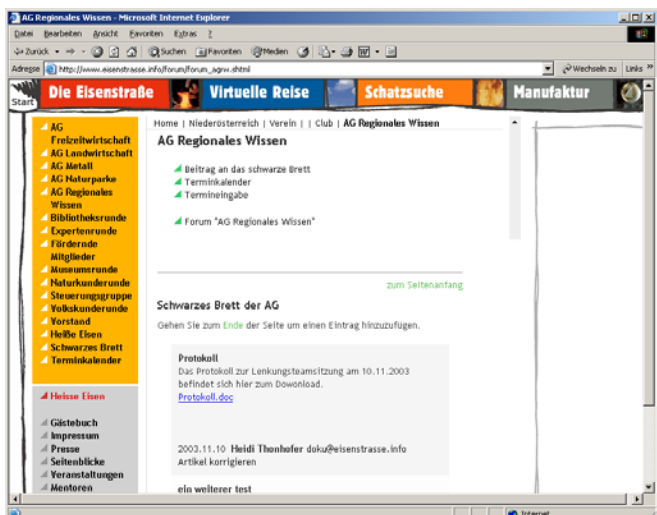 AG Regionales Wissen - Microsoft Internet Explorer
Datei Bearbeiten Ansicht Favoriten Extras ?
Zurück Suchen Favoriten Medien
Adresse http://www.eisenstrasse.info/forum/forum_agrw.shtml Wechseln zu Links »
Start Die Eisenstraße Virtuelle Reise Schatzsuche Manufaktur
AG
Freizeitwirtschaft
AG Landwirtschaft
AG Metall
AG Naturparke
AG Regionales
Wissen
Bibliotheksrunde
Expertenrunde
Fördernde
Mitglieder
Museumsrunde
Naturkunderunde
Steuerungsgruppe
Volkskunderunde
Vorstand
Heiße Eisen
Schwarzes Brett
Terminkalender
Heisse Eisen
Gästebuch
Impressum
Presse
Seitenblicke
Veranstaltungen
Mentoren
Home | Niederösterreich | Verein | | Club | AG Regionales Wissen
AG Regionales Wissen
Beitrag an das schwarze Brett
Terminkalender
Termineingabe
Forum "AG Regionales Wissen"
zum Seitenanfang
Schwarzes Brett der AG
Gehen Sie zum Ende der Seite um einen Eintrag hinzuzufügen.
Protokoll
Das Protokoll zur Lenkungsteamsitzung am 10.11.2003
befindet sich hier zum Dowonload.
Protokoll.doc
2003.11.10 Heidi Thonhofer doku@eisenstrasse.info
Artikel korrigieren
ein weiterer test
Internet